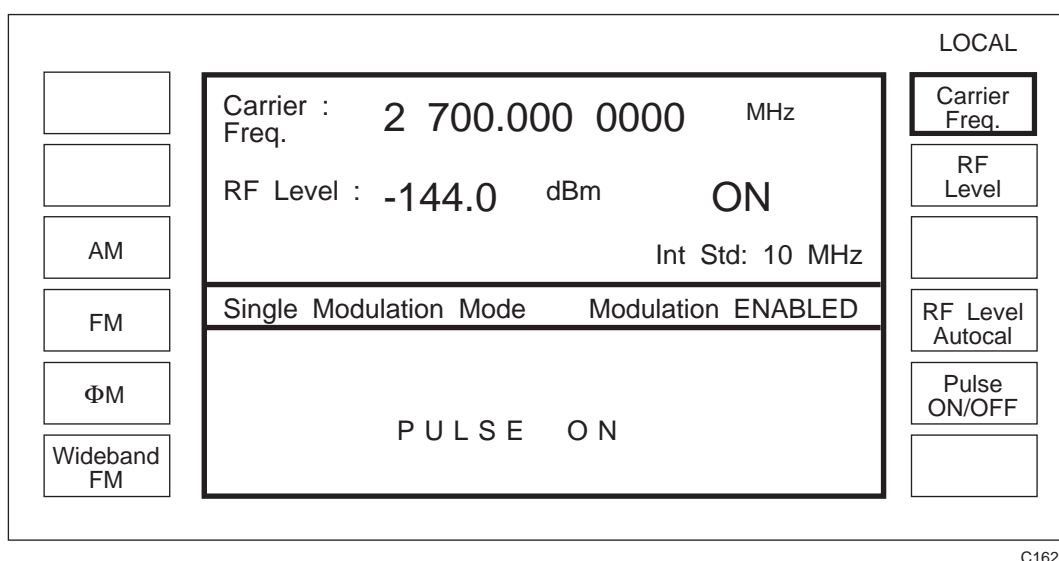 LOCAL
Carrier :
Freq.
2 700.000 0000 MHz
RF Level : -144.0 dBm ON
Int Std: 10 MHz
Single Modulation Mode Modulation ENABLED
PULSE ON
AM
FM
ΦM
Wideband
FM
Carrier
Freq.
RF
Level
RF Level
Autocal
Pulse
ON/OFF
C162